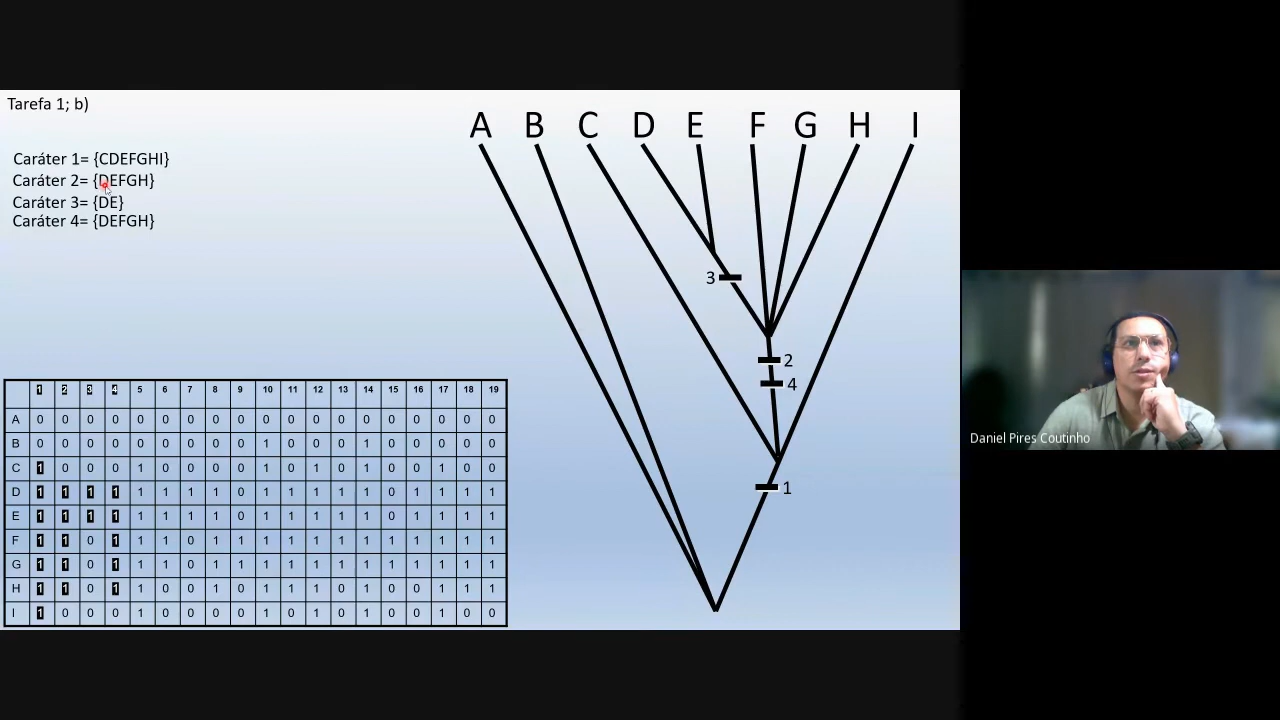 Tarefa 1; b)
Caráter 1= {CDEFGHI}
Caráter 2= {DEFGH}
Caráter 3= {DE}
Caráter 4= {DEFGH}
A B C D E F G H I
3
2
4
1
1 2 3 4 5 6 7 8 9 10 11 12 13 14 15 16 17 18 19
A 0 0 0 0 0 0 0 0 0 0 0 0 0 0 0 0 0 0 0
B 0 0 0 0 0 0 0 0 0 1 0 0 0 1 0 0 0 0 0
C 1 0 0 0 1 0 0 0 0 1 0 1 0 1 0 0 1 0 0
D 1 1 1 1 1 1 1 1 0 1 1 1 1 1 0 1 1 1 1
E 1 1 1 1 1 1 1 1 0 1 1 1 1 1 0 1 1 1 1
F 1 1 0 1 1 1 0 1 1 1 1 1 1 1 1 1 1 1 1
G 1 1 0 1 1 1 0 1 1 1 1 1 1 1 1 1 1 1 1
H 1 1 0 1 1 0 0 1 0 1 1 1 0 1 0 0 1 1 1
I 1 0 0 0 1 0 0 0 0 1 0 1 0 1 0 0 1 0 0
Daniel Pires Coutinho